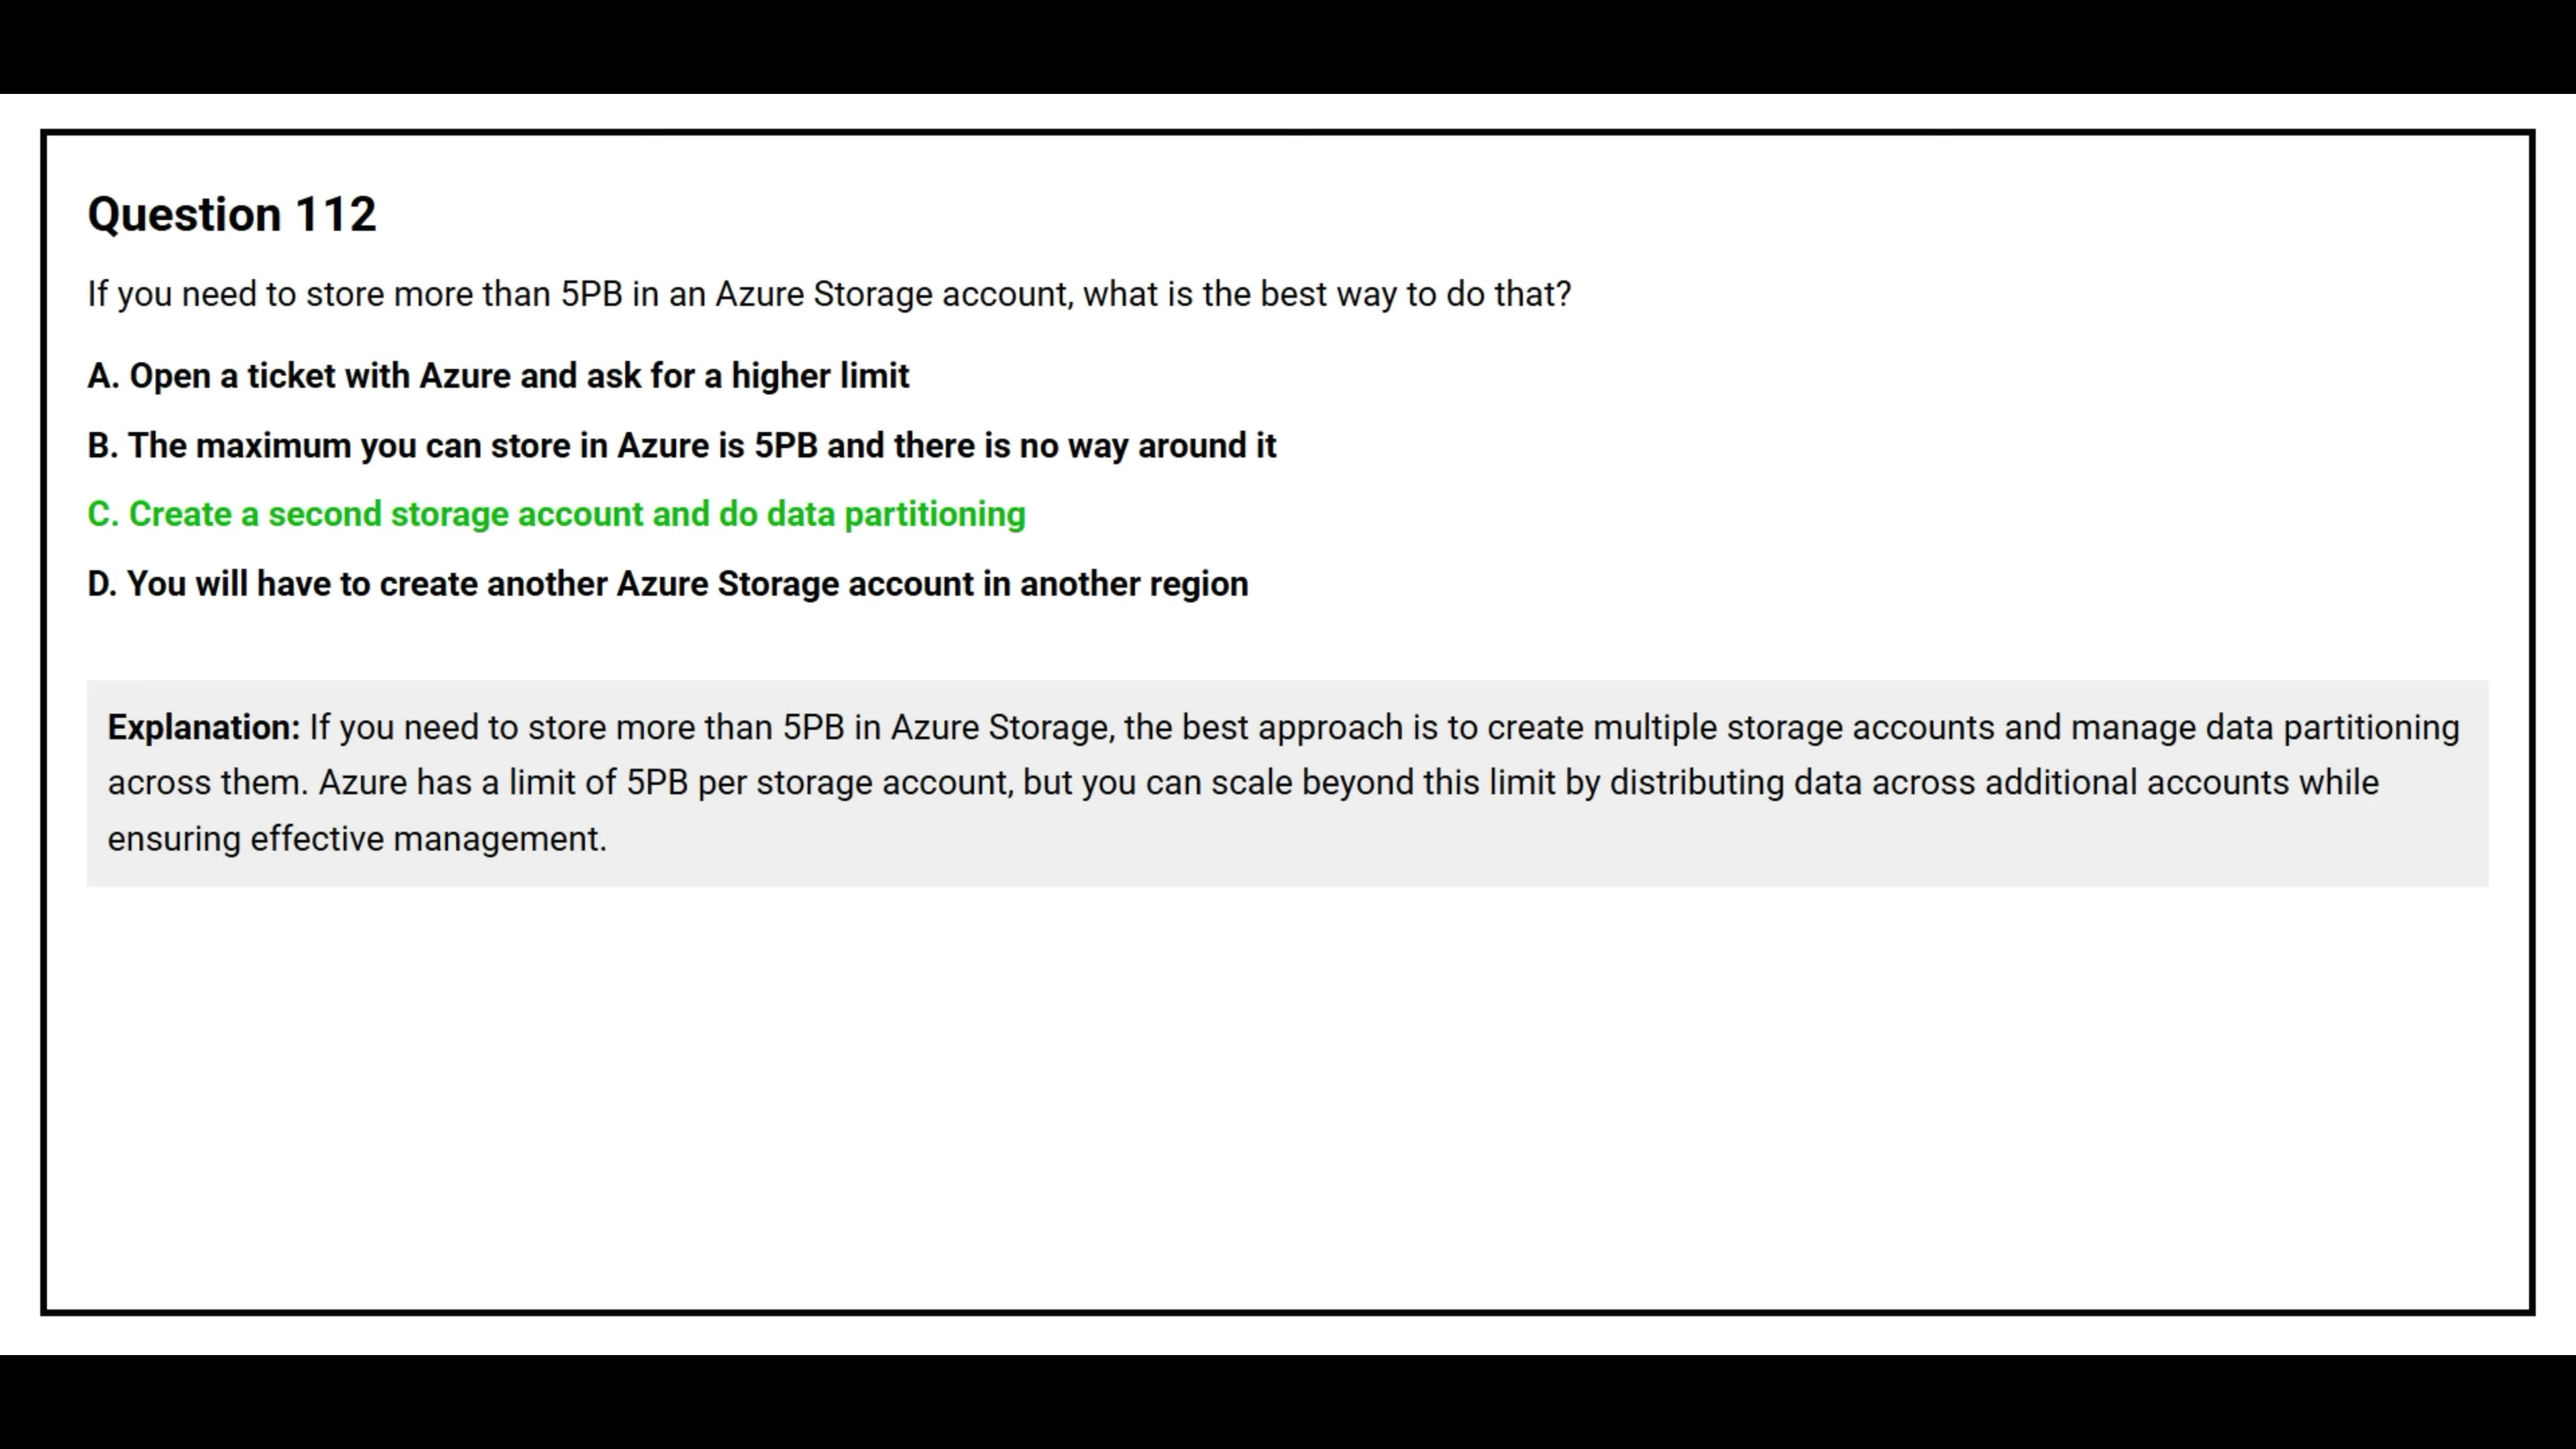 Question 112
If you need to store more than 5PB in an Azure Storage account, what is the best way to do that?
A. Open a ticket with Azure and ask for a higher limit
B. The maximum you can store in Azure is 5PB and there is no way around it
C. Create a second storage account and do data partitioning
D. You will have to create another Azure Storage account in another region
Explanation: If you need to store more than 5PB in Azure Storage, the best approach is to create multiple storage accounts and manage data partitioning
across them. Azure has a limit of 5PB per storage account, but you can scale beyond this limit by distributing data across additional accounts while
ensuring effective management.